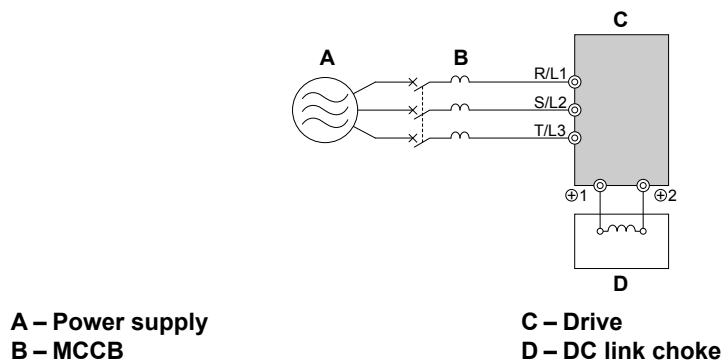 C
A
B
R/L1
S/L2
T/L3
⊕1
⊕2
D
A – Power supply
B – MCCB
C – Drive
D – DC link choke